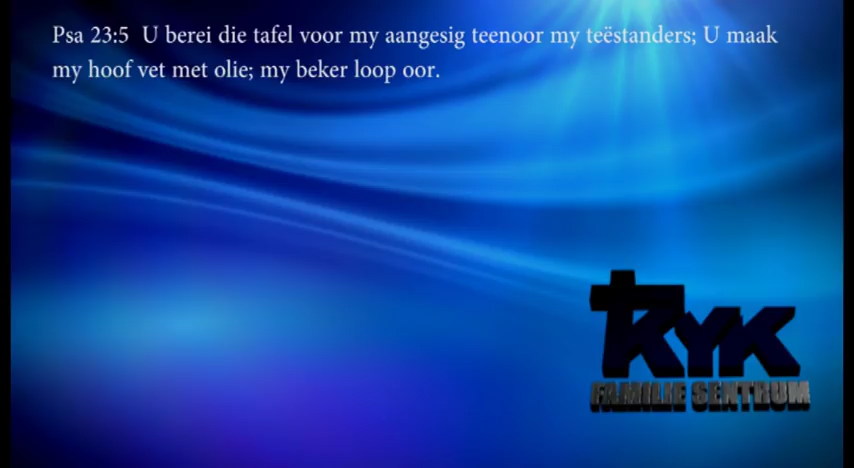 Psa 23:5  U berei die tafel voor my aangesig teenoor my teëstanders; U maak
my hoof vet met olie; my beker loop oor.
KYK
FAMILIE SENTRUM